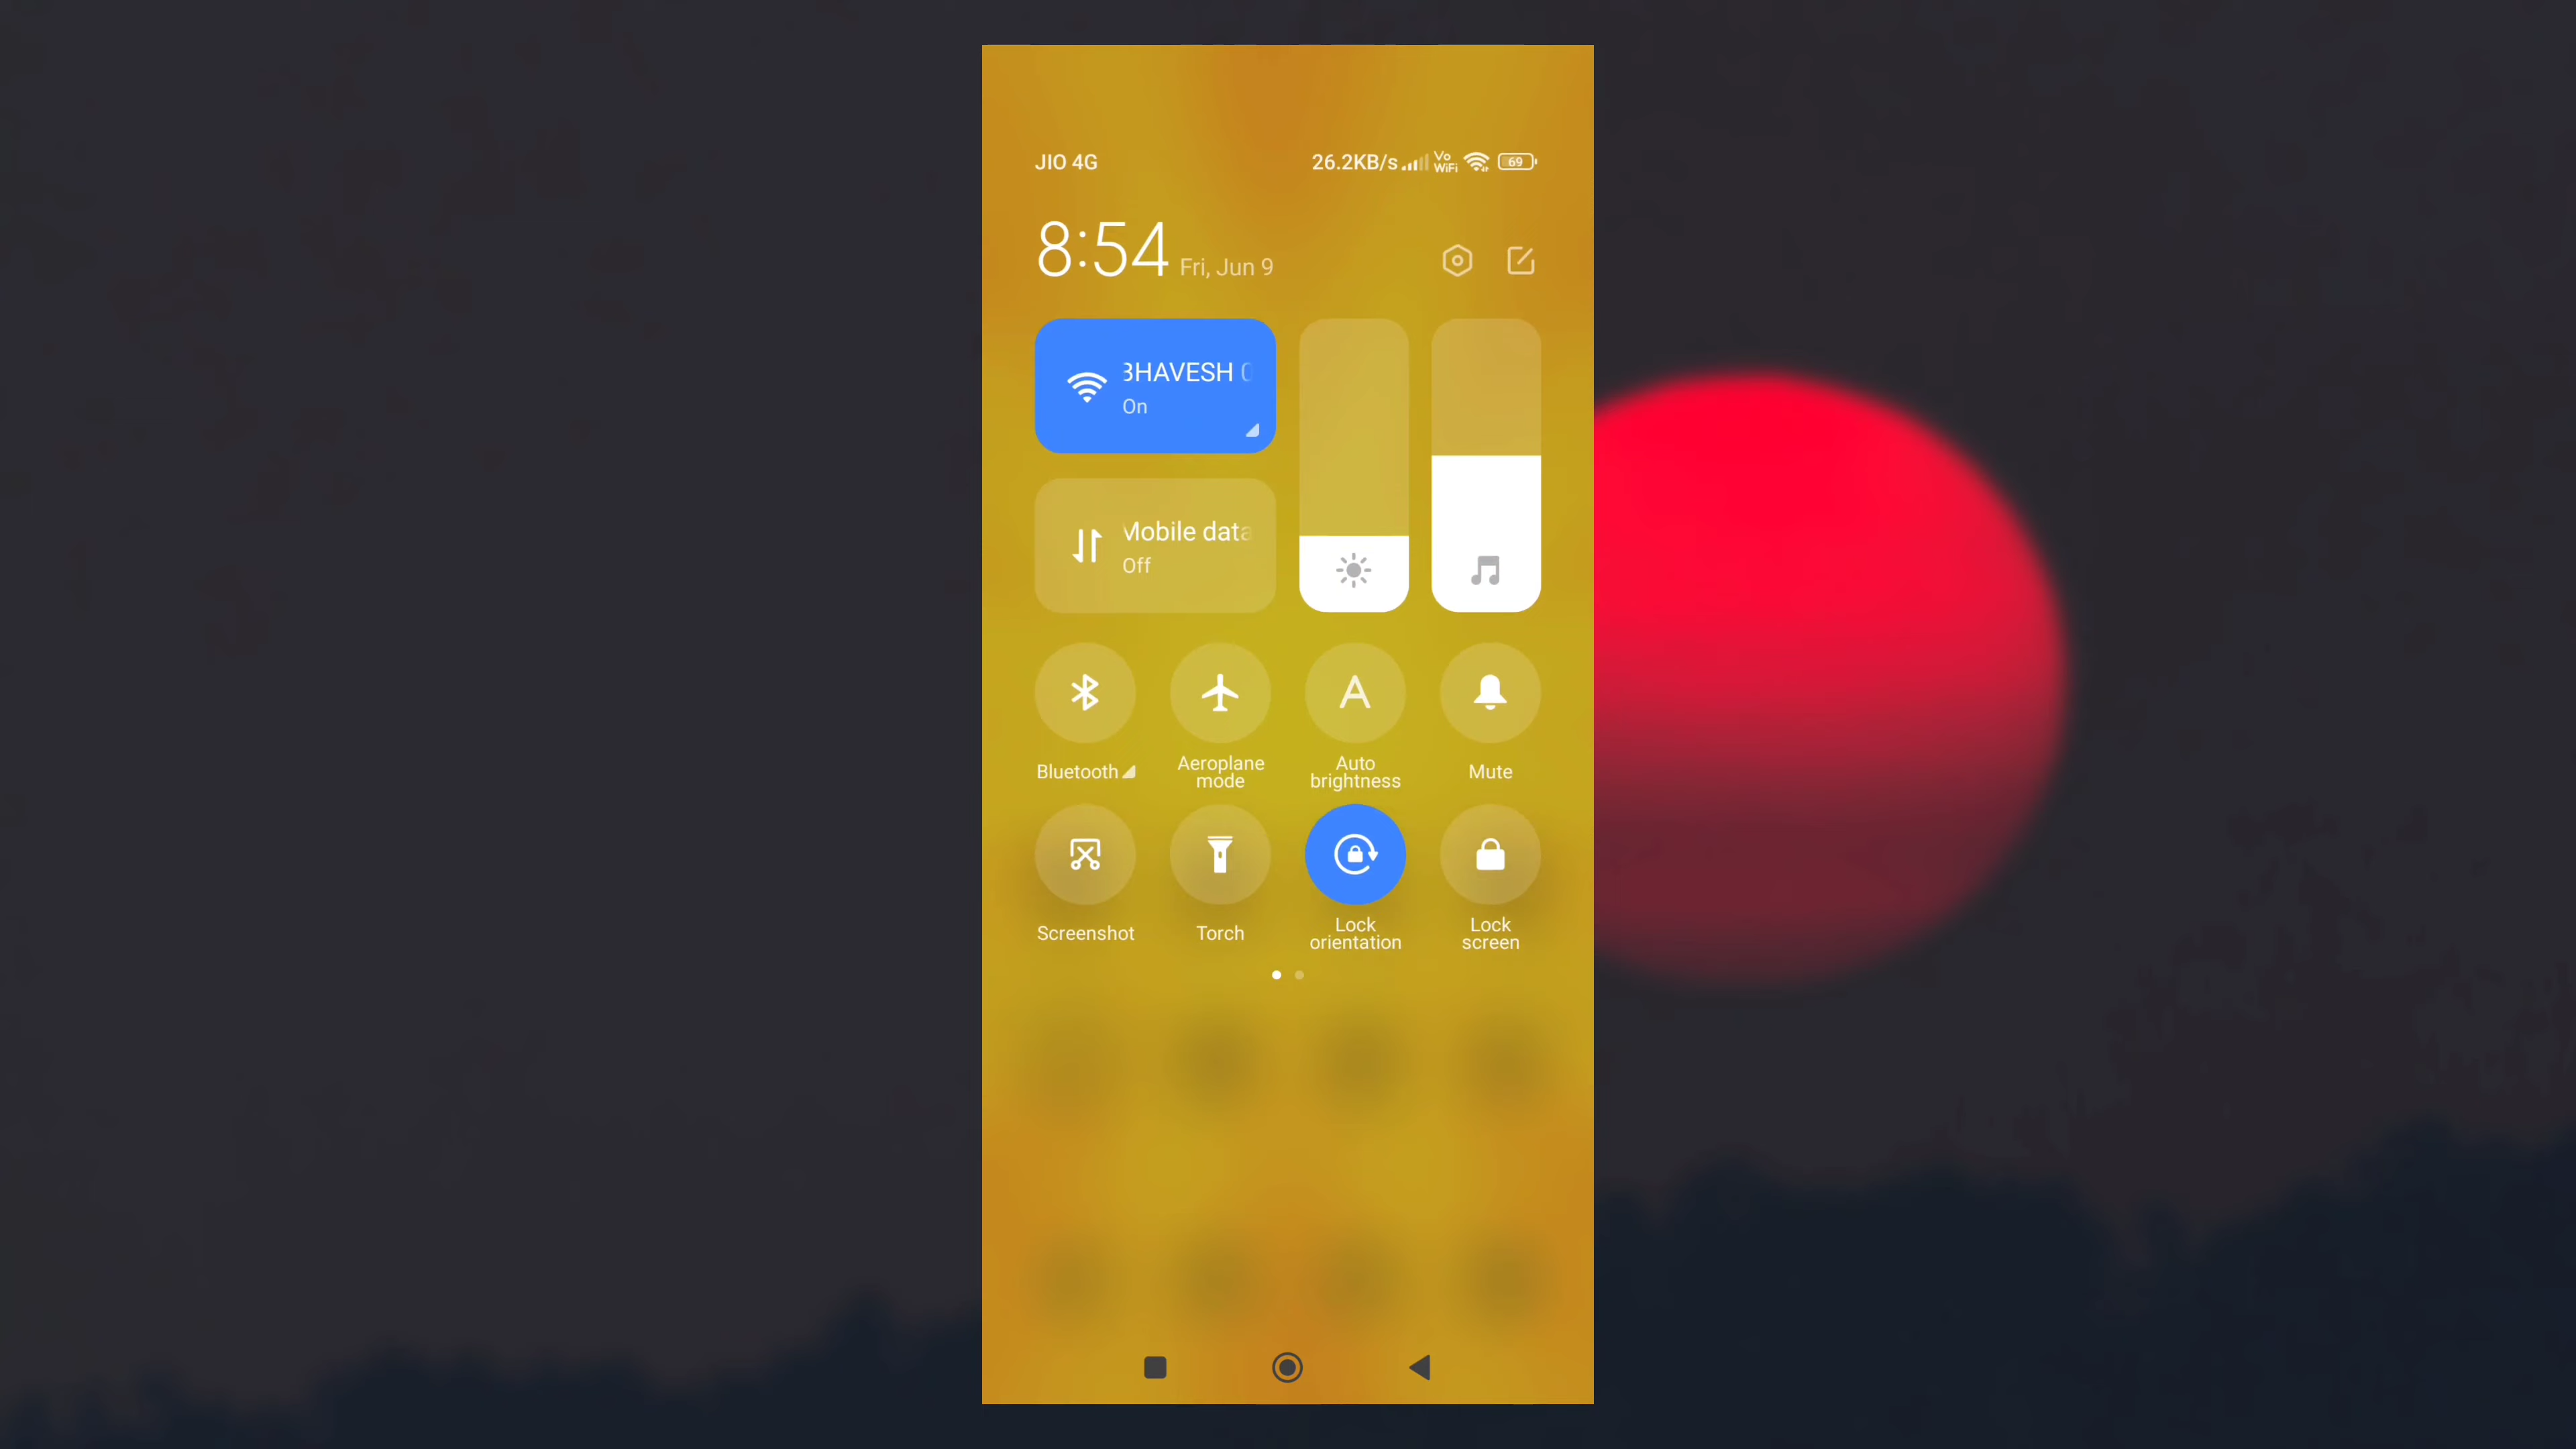 JIO 4G
26.2KB/s Vo WiFi 69
8:54 Fri, Jun 9
BHAVESH
On
Mobile data
Off
A
Bluetooth
Aeroplane mode
Auto brightness
Mute
Screenshot
Torch
Lock orientation
Lock screen